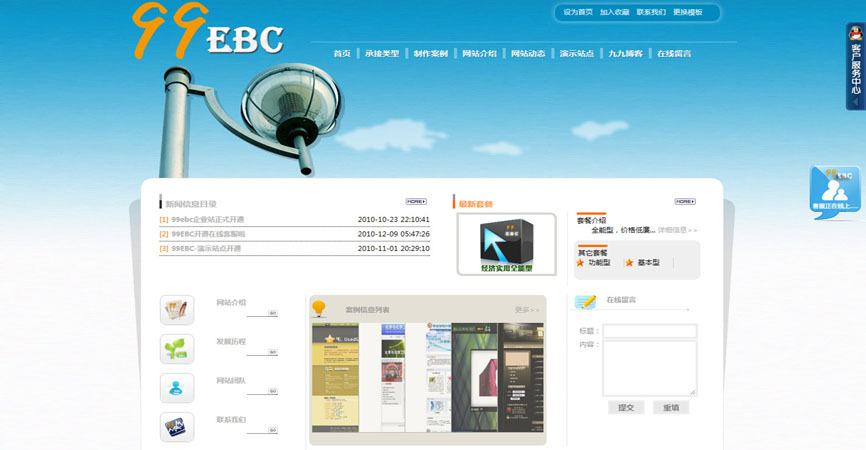 99EBC
设为首页 加入收藏 联系我们 更换模板
首页 承接类型 制作案例 网站介绍 网站动态 演示站点 九九博客 在线留言
客户服务中心
99EBC
客服正在线上......
新闻信息目录
[1] 99ebc企业站正式开通 2010-10-23 22:10:41
[2] 99EBC开通在线客服啦 2010-12-09 05:47:26
[3] 99EBC-演示站点开通 2010-11-01 20:29:10
最新套餐
经济实用全能型
套餐介绍
全能型，价格低廉... 详细信息>>
其它套餐
功能型 基本型
网站介绍
GO
发展历程
GO
网站团队
GO
联系我们
GO
案例信息列表 更多>>
在线留言
标题：
内容：
提交 重填